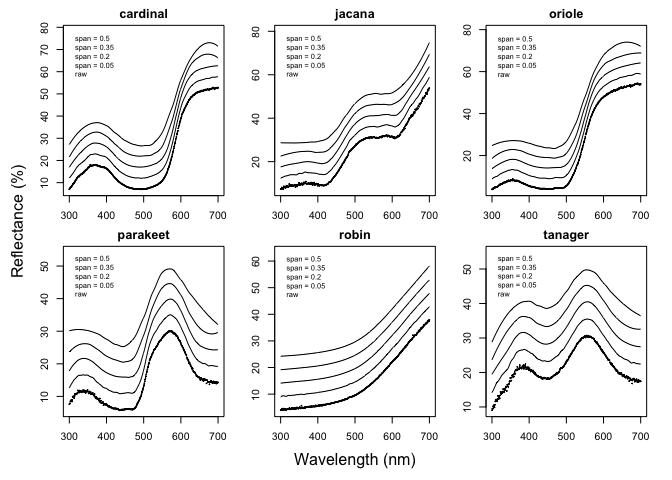 cardinal
80
70
60
50
40
30
20
10
300 400 500 600 700
span = 0.5
span = 0.35
span = 0.2
span = 0.05
raw
jacana
80
60
40
20
300 400 500 600 700
span = 0.5
span = 0.35
span = 0.2
span = 0.05
raw
oriole
80
60
40
20
300 400 500 600 700
span = 0.5
span = 0.35
span = 0.2
span = 0.05
raw
parakeet
50
40
30
20
10
300 400 500 600 700
span = 0.5
span = 0.35
span = 0.2
span = 0.05
raw
robin
60
50
40
30
20
10
300 400 500 600 700
span = 0.5
span = 0.35
span = 0.2
span = 0.05
raw
tanager
50
40
30
20
10
300 400 500 600 700
span = 0.5
span = 0.35
span = 0.2
span = 0.05
raw
Reflectance (%)
Wavelength (nm)